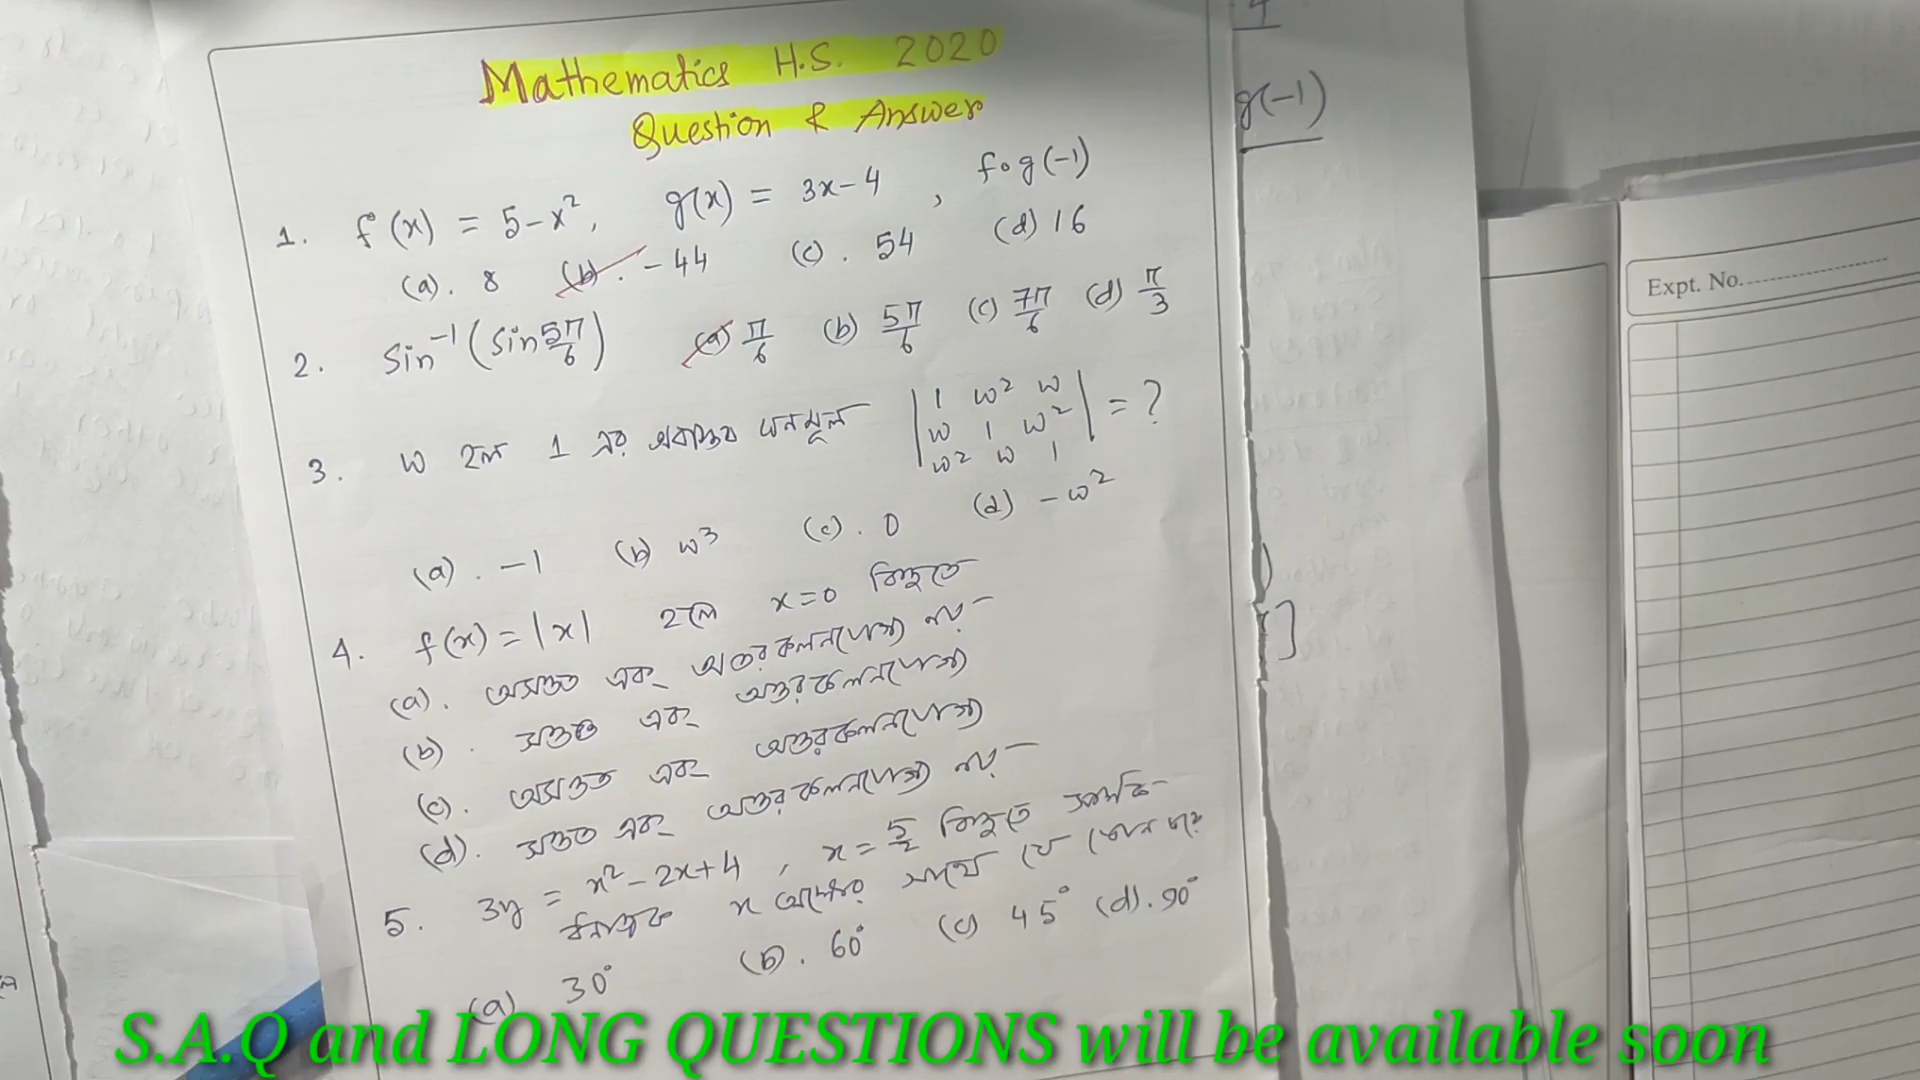 Mathematics H.S. 2020
Question & Answer
1. f(x) = 5-x², g(x) = 3x-4, fog(-1)
(a). 8 (b). -44 (c). 54 (d) 16
2. Sin⁻¹(Sin 5π/6) (a) π/6 (b) 5π/6 (c) 7π/6 (d) π/3
3. ω হল 1 এর অবাস্তব ঘনমূল | 1 ω² ω | = ?
| ω 1 ω² |
| ω² ω 1 |
(a). -1 (b) ω³ (c). 0 (d) -ω²
4. f(x) = |x| হলে x=0 বিন্দুতে
(a). অসন্তত এবং অন্তরকলনযোগ্য নয়
(b). সন্তত এবং অন্তরকলনযোগ্য
(c). অসন্তত এবং অন্তরকলনযোগ্য
(d). সন্তত এবং অন্তরকলনযোগ্য নয়
5. 3y = x² - 2x+4, x = 5/2 বিন্দুতে
x অক্ষের সাথে যে কোন
(a) 30° (b). 60° (c) 45° (d). 90°
g(-1)
Expt. No.
S.A.Q and LONG QUESTIONS will be available soon